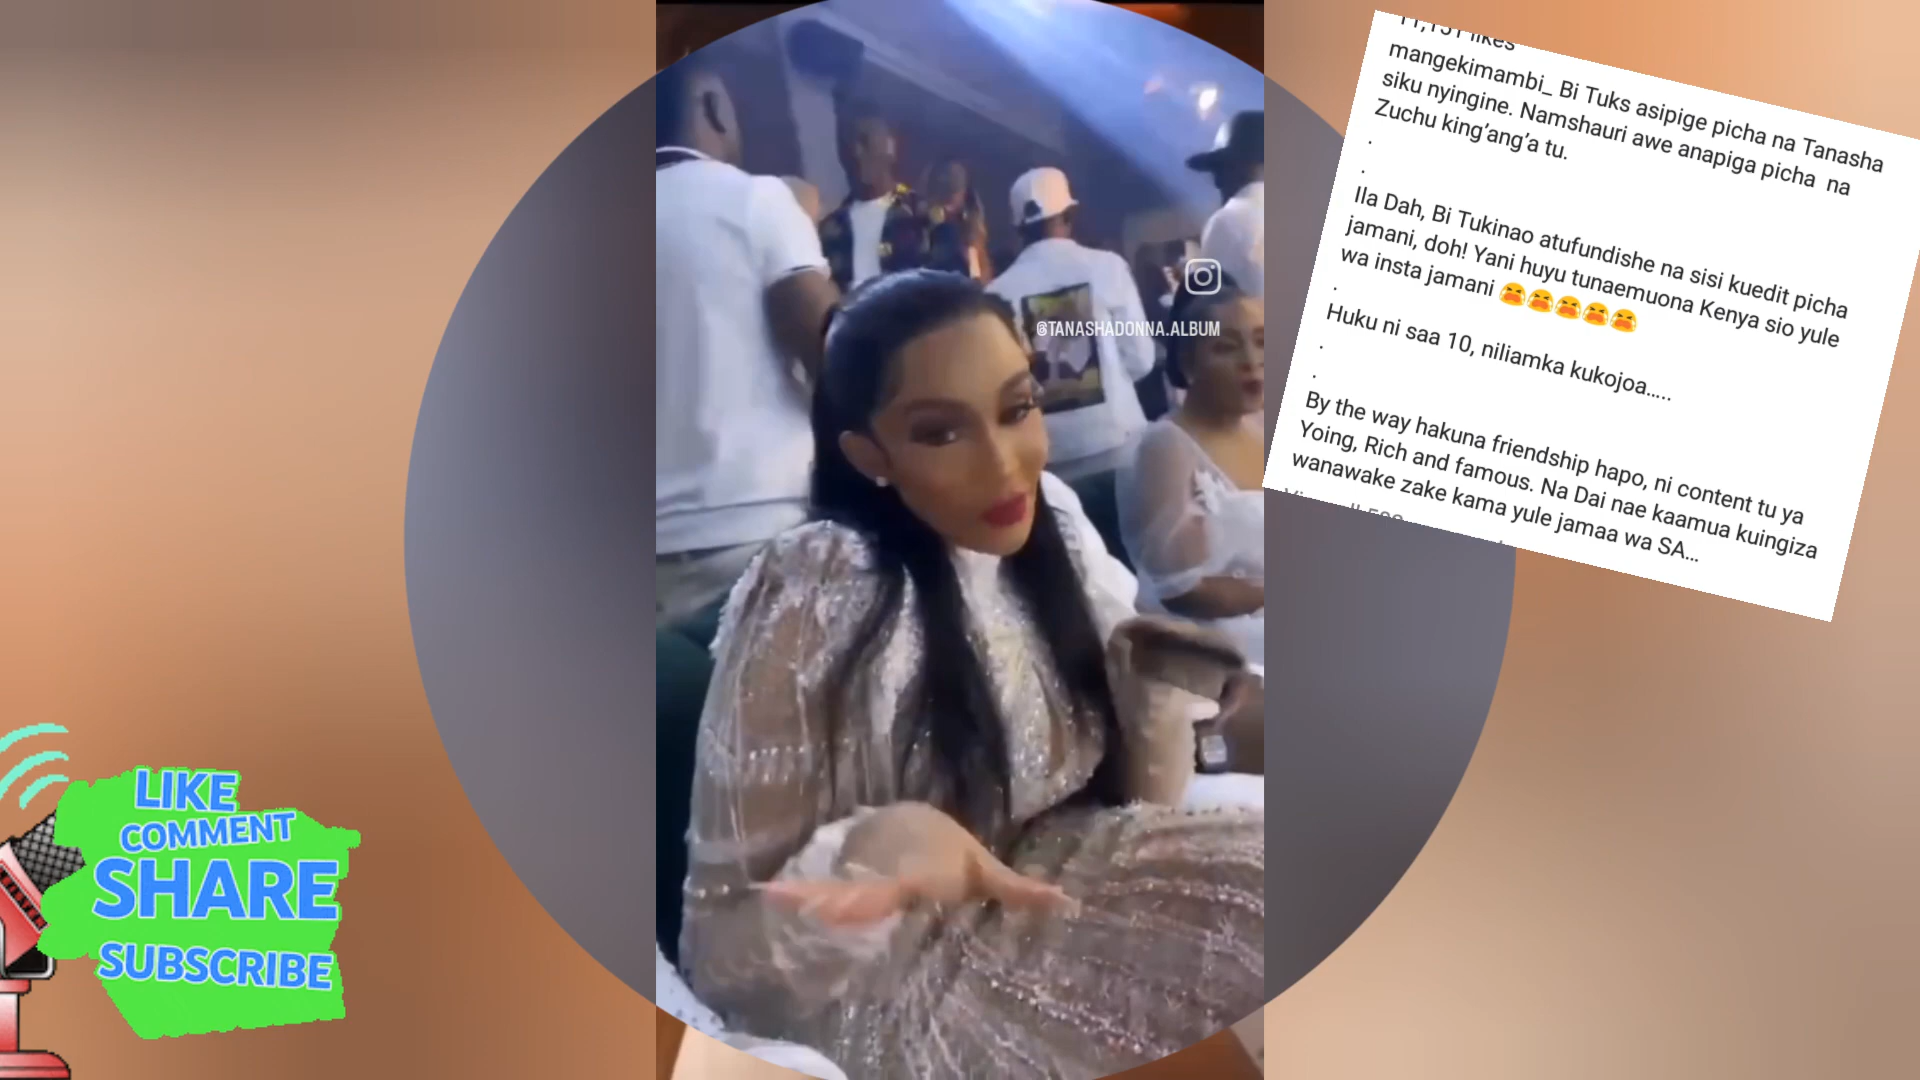 mangekimambi_ Bi Tuks asipige picha na Tanasha
siku nyingine. Namshauri awe anapiga picha na
Zuchu king'ang'a tu.
.
.
Ila Dah, Bi Tukinao atufundishe na sisi kuedit picha
jamani, doh! Yani huyu tunaemuona Kenya sio yule
wa insta jamani 😫😫😫😫😫
.
Huku ni saa 10, niliamka kukojoa.....
.
.
By the way hakuna friendship hapo, ni content tu ya
Yoing, Rich and famous. Na Dai nae kaamua kuingiza
wanawake zake kama yule jamaa wa SA...
@TANASHADONNA.ALBUM
LIKE
COMMENT
SHARE
SUBSCRIBE